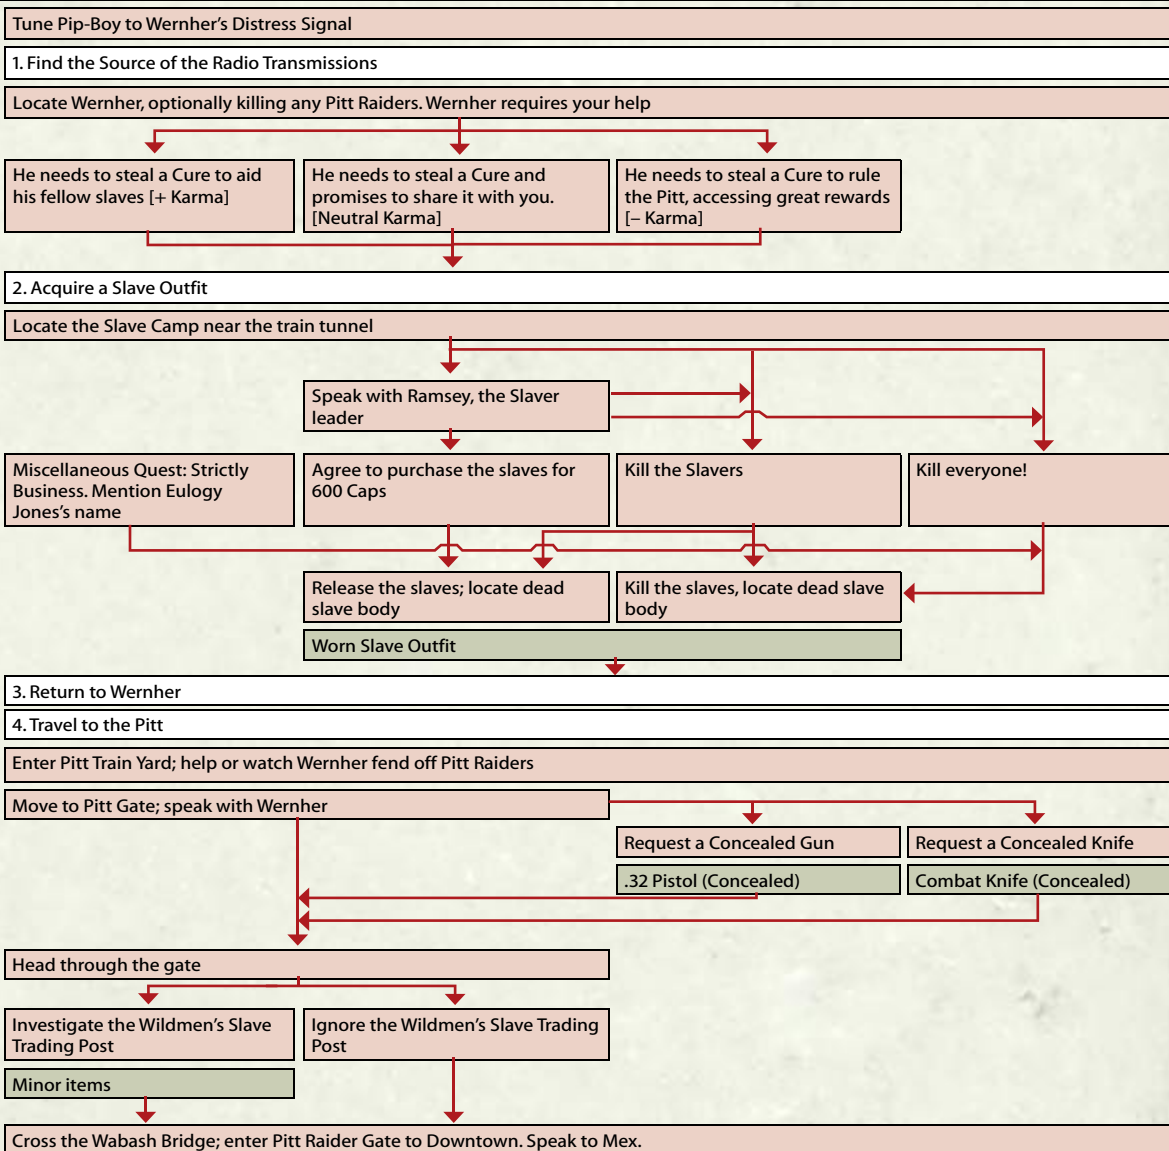 Tune Pip-Boy to Wernher's Distress Signal
1. Find the Source of the Radio Transmissions
Locate Wernher, optionally killing any Pitt Raiders. Wernher requires your help
He needs to steal a Cure to aid
his fellow slaves [+ Karma]
He needs to steal a Cure and
promises to share it with you.
[Neutral Karma]
He needs to steal a Cure to rule
the Pitt, accessing great rewards
[– Karma]
2. Acquire a Slave Outfit
Locate the Slave Camp near the train tunnel
Speak with Ramsey, the Slaver
leader
Miscellaneous Quest: Strictly
Business. Mention Eulogy
Jones's name
Agree to purchase the slaves for
600 Caps
Kill the Slavers
Kill everyone!
Release the slaves; locate dead
slave body
Kill the slaves, locate dead slave
body
Worn Slave Outfit
3. Return to Wernher
4. Travel to the Pitt
Enter Pitt Train Yard; help or watch Wernher fend off Pitt Raiders
Move to Pitt Gate; speak with Wernher
Request a Concealed Gun
Request a Concealed Knife
.32 Pistol (Concealed)
Combat Knife (Concealed)
Head through the gate
Investigate the Wildmen's Slave
Trading Post
Ignore the Wildmen's Slave Trading
Post
Minor items
Cross the Wabash Bridge; enter Pitt Raider Gate to Downtown. Speak to Mex.